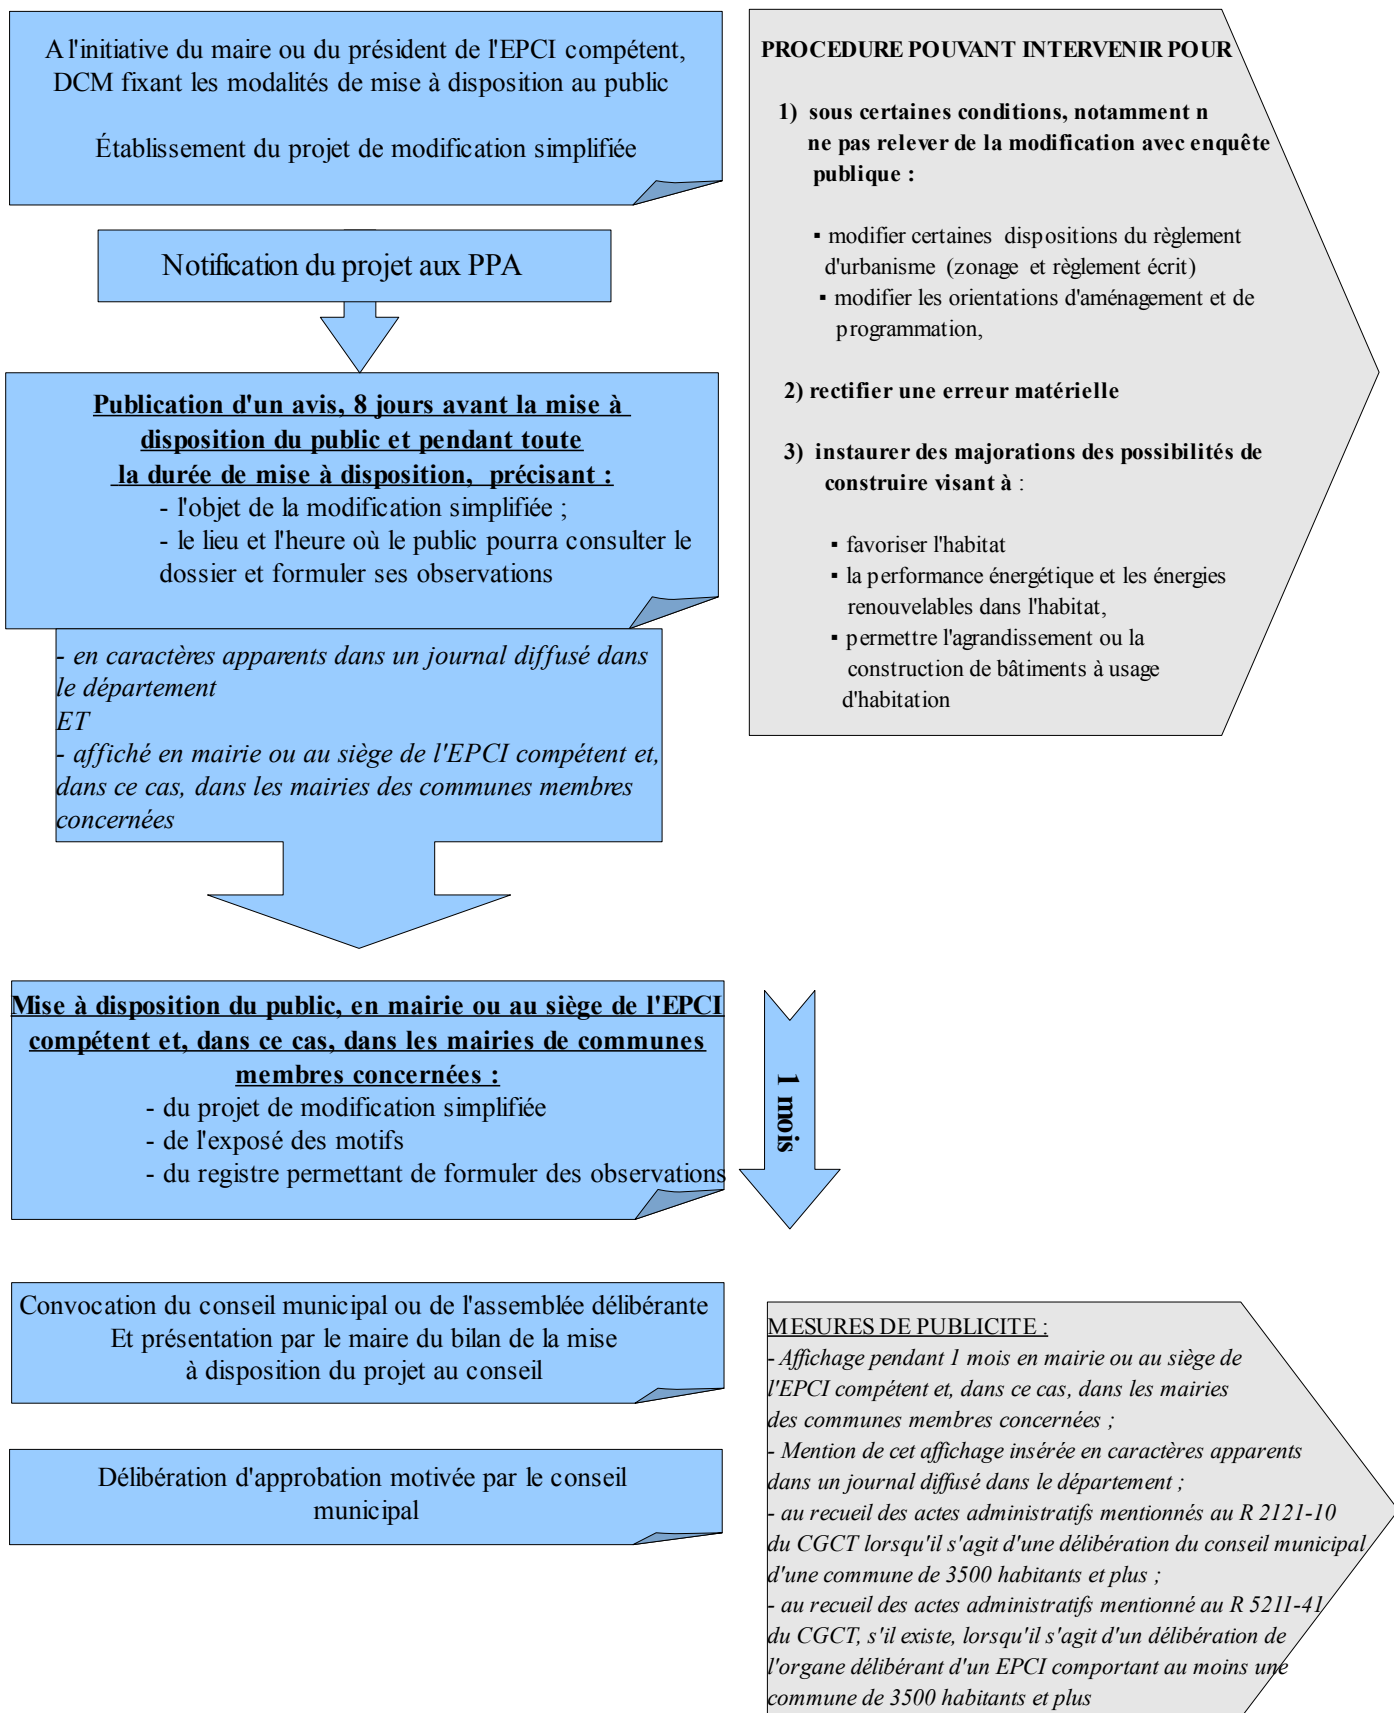 A l'initiative du maire ou du président de l'EPCI compétent,
DCM fixant les modalités de mise à disposition au public
Établissement du projet de modification simplifiée
Notification du projet aux PPA
Publication d'un avis, 8 jours avant la mise à
disposition du public et pendant toute
la durée de mise à disposition, précisant :
- l'objet de la modification simplifiée ;
- le lieu et l'heure où le public pourra consulter le
dossier et formuler ses observations
- en caractères apparents dans un journal diffusé dans
le département
ET
- affiché en mairie ou au siège de l'EPCI compétent et,
dans ce cas, dans les mairies des communes membres
concernées
PROCEDURE POUVANT INTERVENIR POUR
1) sous certaines conditions, notamment n
ne pas relever de la modification avec enquête
publique :
▪ modifier certaines dispositions du règlement
d'urbanisme (zonage et règlement écrit)
▪ modifier les orientations d'aménagement et de
programmation,
2) rectifier une erreur matérielle
3) instaurer des majorations des possibilités de
construire visant à :
▪ favoriser l'habitat
▪ la performance énergétique et les énergies
renouvelables dans l'habitat,
▪ permettre l'agrandissement ou la
construction de bâtiments à usage
d'habitation
Mise à disposition du public, en mairie ou au siège de l'EPCI
compétent et, dans ce cas, dans les mairies de communes
membres concernées :
- du projet de modification simplifiée
- de l'exposé des motifs
- du registre permettant de formuler des observations
1 mois
Convocation du conseil municipal ou de l'assemblée délibérante
Et présentation par le maire du bilan de la mise
à disposition du projet au conseil
Délibération d'approbation motivée par le conseil
municipal
MESURES DE PUBLICITE :
- Affichage pendant 1 mois en mairie ou au siège de
l'EPCI compétent et, dans ce cas, dans les mairies
des communes membres concernées ;
- Mention de cet affichage insérée en caractères apparents
dans un journal diffusé dans le département ;
- au recueil des actes administratifs mentionnés au R 2121-10
du CGCT lorsqu'il s'agit d'une délibération du conseil municipal
d'une commune de 3500 habitants et plus ;
- au recueil des actes administratifs mentionné au R 5211-41
du CGCT, s'il existe, lorsqu'il s'agit d'un délibération de
l'organe délibérant d'un EPCI comportant au moins une
commune de 3500 habitants et plus